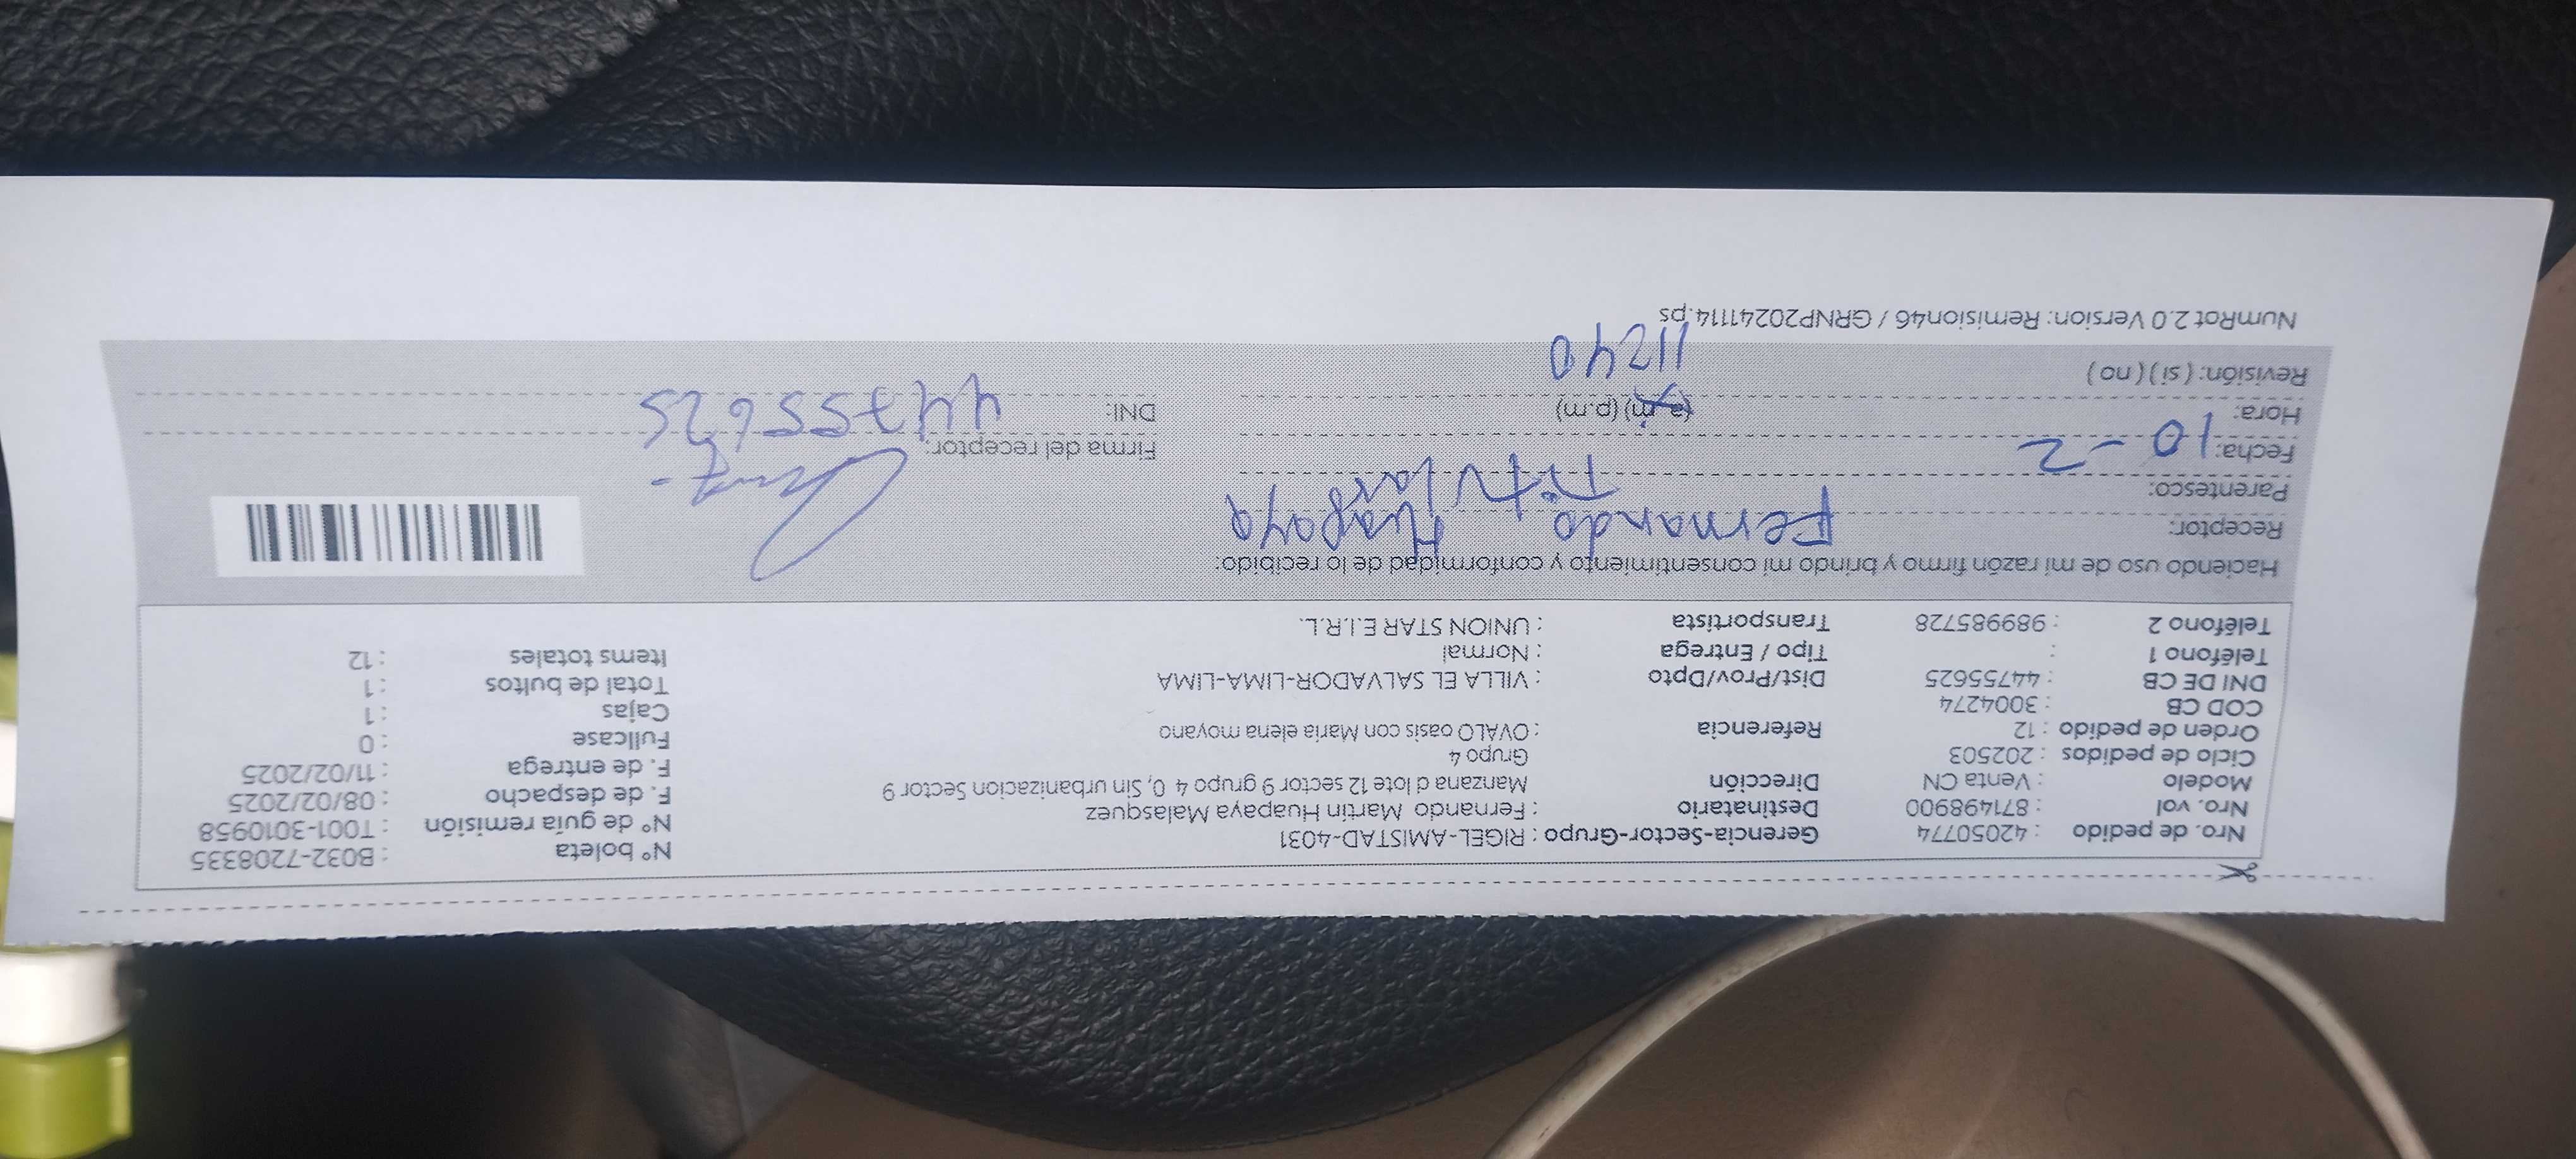 Nro. de pedido : 42050774 Gerencia-Sector-Grupo : RIGEL-AMISTAD-4031 N° boleta : B032-7208335
Nro. vol : 871498900 Destinatario : Fernando Martin Huapaya Malasquez N° de guía remisión : T001-3010958
Modelo : Venta CN Dirección Manzana d lote 12 sector 9 grupo 4 0, Sin urbanizacion Sector 9 F. de despacho : 08/02/2025
Grupo 4
Ciclo de pedidos : 202503 F. de entrega : 11/02/2025
Orden de pedido : 12 Referencia : OVALO oasis con Maria elena moyano Fullcase : 0
COD CB : 3004274 Cajas : 1
DNI DE CB : 44755625 Dist/Prov/Dpto : VILLA EL SALVADOR-LIMA-LIMA Total de bultos : 1
Teléfono 1 : Tipo / Entrega : Normal Items totales : 12
Teléfono 2 : 989985728 Transportista : UNION STAR E.I.R.L.
Haciendo uso de mi razón firmo y brindo mi consentimiento y conformidad de lo recibido:
Receptor: Fernando Huapaya
Parentesco: Titular
Fecha: 10-2 Firma del receptor:
Hora: (a.m) (p.m) DNI: 44755625
Revisión: ( si ) ( no ) 11240
NumRot 2.0 Version: Remision46 / GRNP20241114.ps